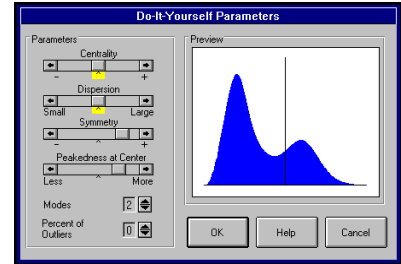 Do-It-Yourself Parameters
Parameters
Centrality
- ^ +
Dispersion
Small ^ Large
Symmetry
- ^ +
Peakedness at Center
Less ^ More
Modes 2
Percent of
Outliers 0
Preview
OK Help Cancel